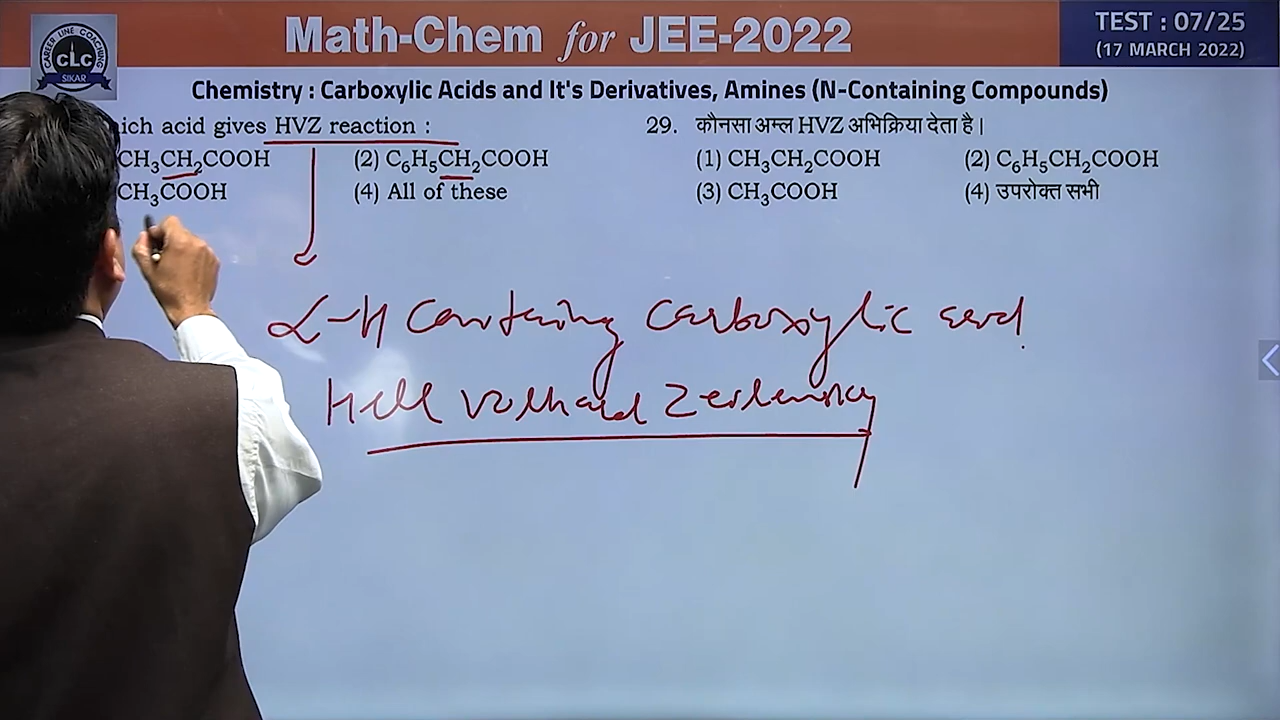 Math-Chem for JEE-2022
TEST : 07/25
(17 MARCH 2022)
CAREER LINE COACHING
CLC
SIKAR
Chemistry : Carboxylic Acids and It's Derivatives, Amines (N-Containing Compounds)
acid gives HVZ reaction :
CH₃CH₂COOH (2) C₆H₅CH₂COOH
CH₃COOH (4) All of these
29. कौनसा अम्ल HVZ अभिक्रिया देता है।
(1) CH₃CH₂COOH (2) C₆H₅CH₂COOH
(3) CH₃COOH (4) उपरोक्त सभी
α-H Containing Carboxylic acid
Hell Volhard